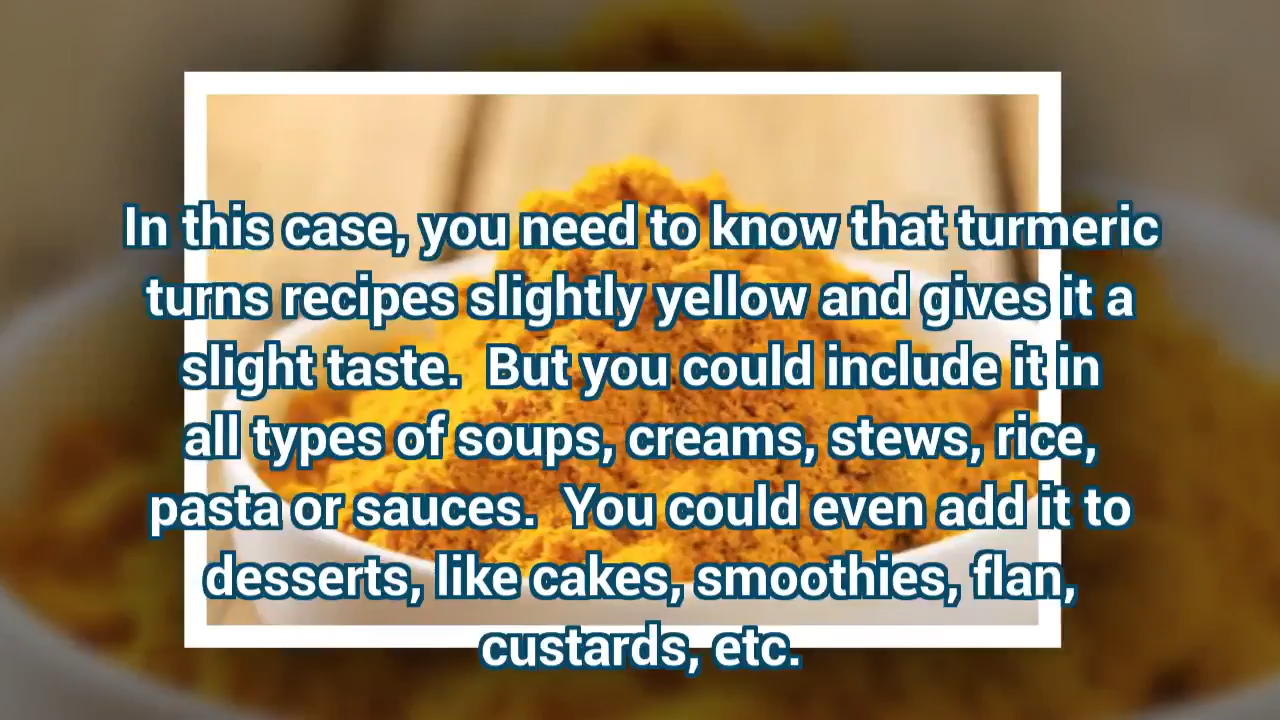 In this case, you need to know that turmeric
turns recipes slightly yellow and gives it a
slight taste.  But you could include it in
all types of soups, creams, stews, rice,
pasta or sauces.  You could even add it to
desserts, like cakes, smoothies, flan,
custards, etc.